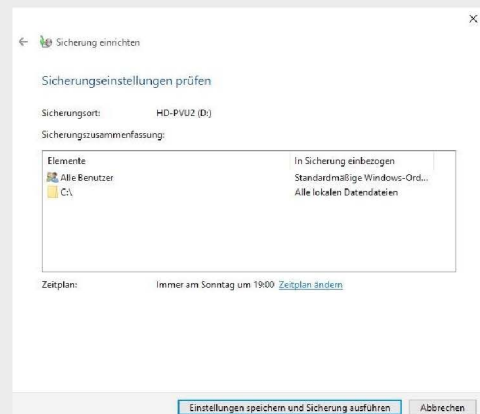 Sicherung einrichten
Sicherungseinstellungen prüfen
Sicherungsort: HD-PVU2 (D:)
Sicherungszusammenfassung:
Elemente In Sicherung einbezogen
Alle Benutzer Standardmäßige Windows-Ord...
C:\ Alle lokalen Datendateien
Zeitplan: Immer am Sonntag um 19:00 Zeitplan ändern
Einstellungen speichern und Sicherung ausführen Abbrechen